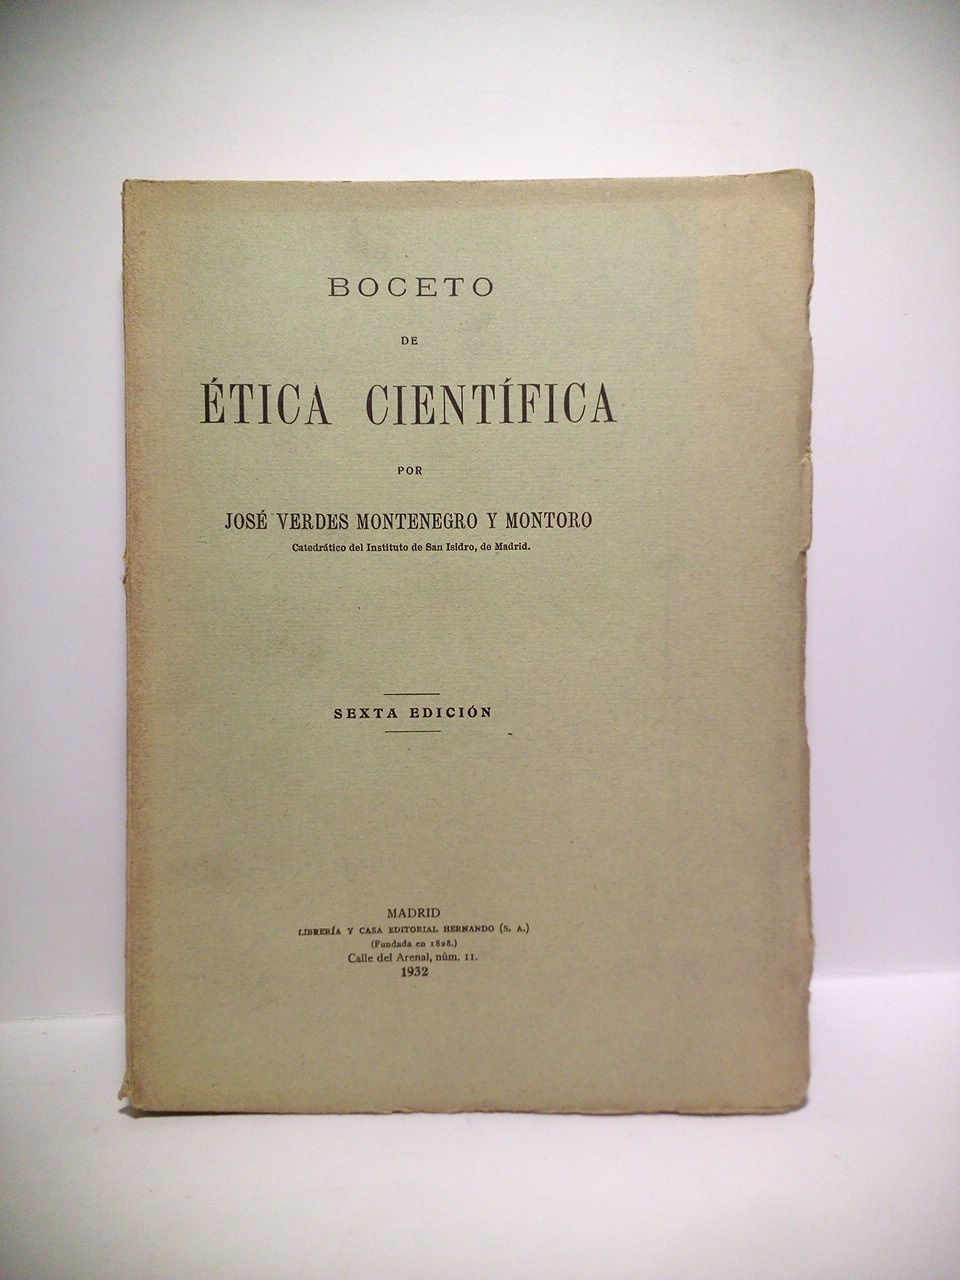 BOCETO
DE
ÉTICA CIENTÍFICA
POR
JOSÉ VERDES MONTENEGRO Y MONTORO
Catedrático del Instituto de San Isidro, de Madrid.
SEXTA EDICIÓN
MADRID
LIBRERÍA Y CASA EDITORIAL HERNANDO (S. A.)
(Fundada en 1828.)
Calle del Arenal, núm. 11.
1932